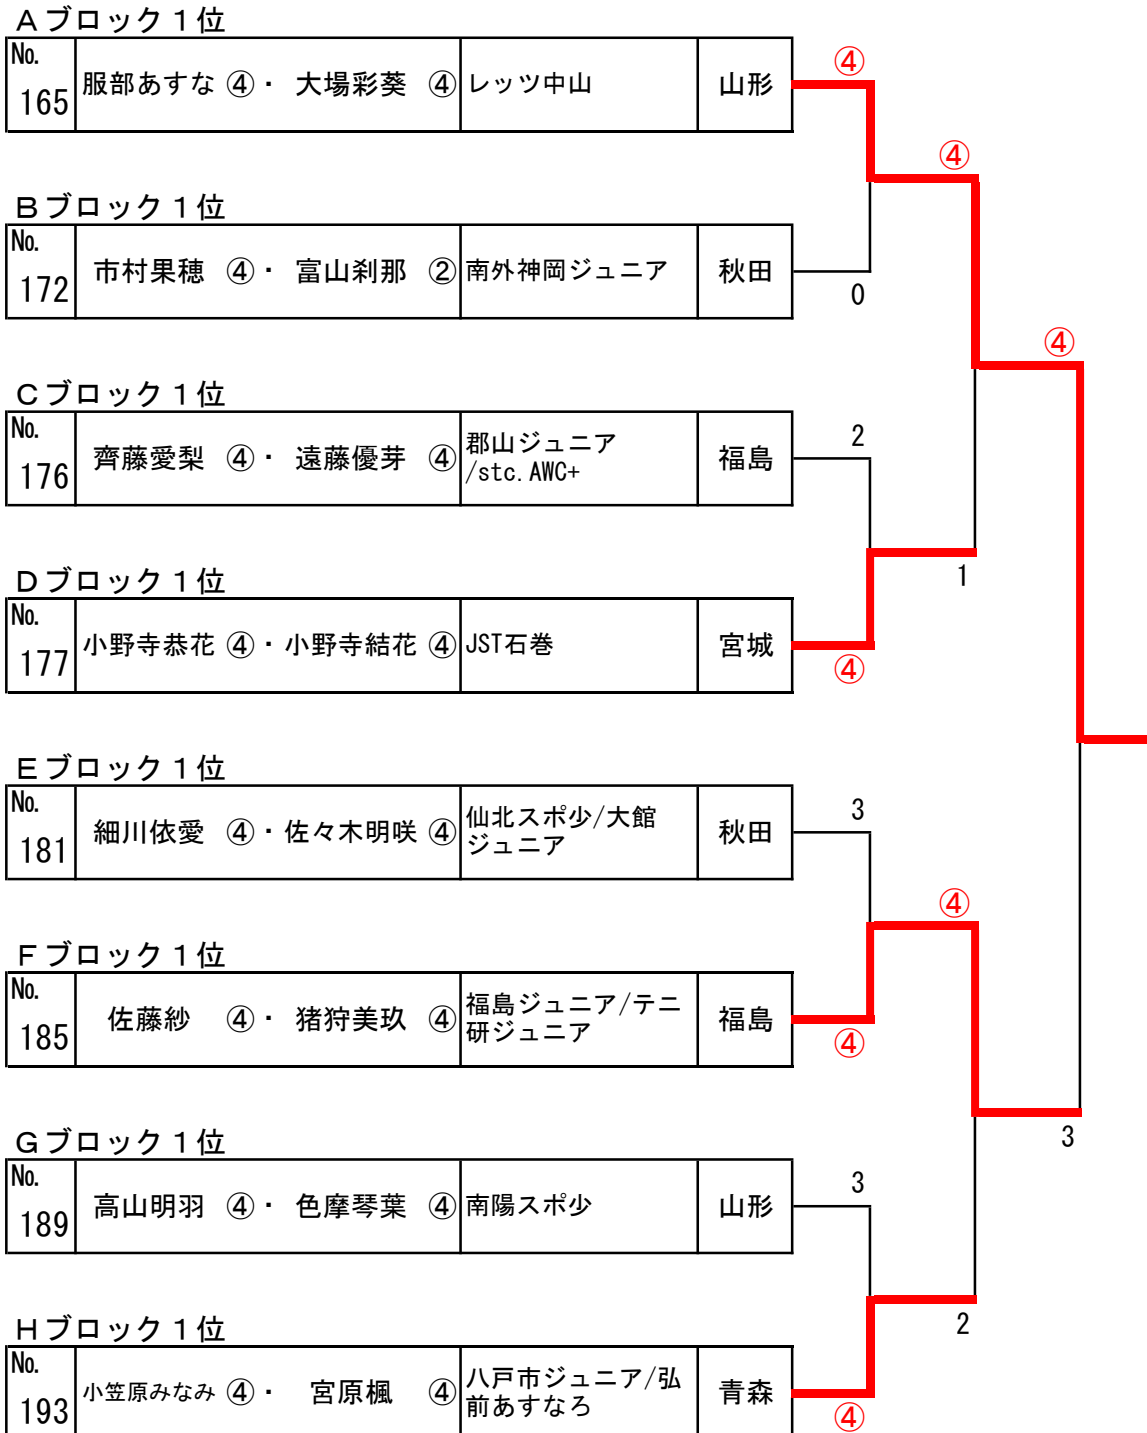 Aブロック1位
No.
165 服部あすな ④・ 大場彩葵 ④ レッツ中山 山形 ④
④
Bブロック1位
No.
172 市村果穂 ④・ 富山刹那 ② 南外神岡ジュニア 秋田 0
④
Cブロック1位
No.
176 齊藤愛梨 ④・ 遠藤優芽 ④ 郡山ジュニア
/stc.AWC+ 福島 2
Dブロック1位 1
No.
177 小野寺恭花 ④・小野寺結花 ④ JST石巻 宮城 ④
Eブロック1位
No.
181 細川依愛 ④・佐々木明咲 ④ 仙北スポ少/大館
ジュニア 秋田 3
④
Fブロック1位
No.
185 佐藤紗 ④・ 猪狩美玖 ④ 福島ジュニア/テニ
研ジュニア 福島 ④
Gブロック1位 3
No.
189 高山明羽 ④・ 色摩琴葉 ④ 南陽スポ少 山形 3
Hブロック1位 2
No.
193 小笠原みなみ ④・ 宮原楓 ④ 八戸市ジュニア/弘
前あすなろ 青森 ④